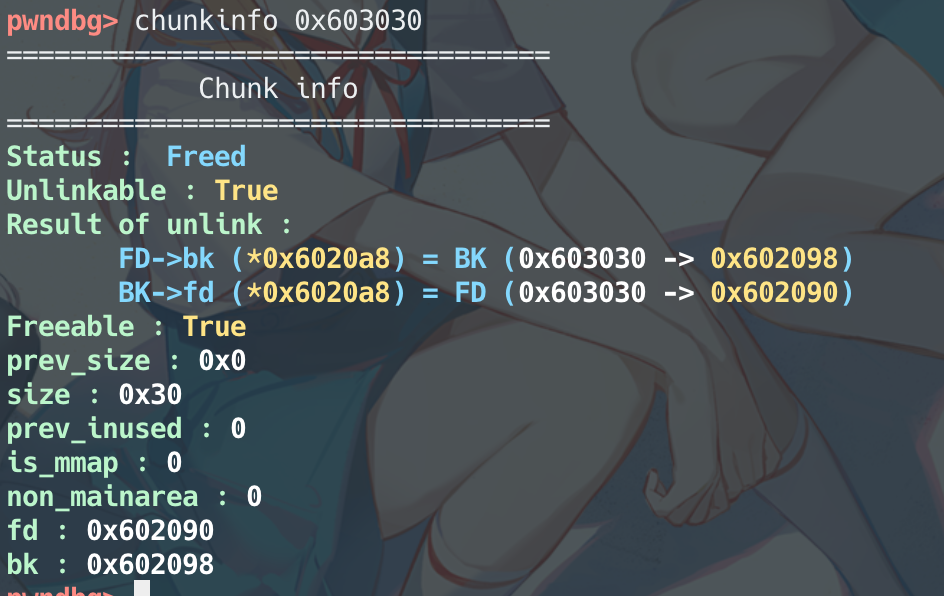 pwndbg> chunkinfo 0x603030
==================================
Chunk info
==================================
Status : Freed
Unlinkable : True
Result of unlink :
FD->bk (*0x6020a8) = BK (0x603030 -> 0x602098)
BK->fd (*0x6020a8) = FD (0x603030 -> 0x602090)
Freeable : True
prev_size : 0x0
size : 0x30
prev_inused : 0
is_mmap : 0
non_mainarea : 0
fd : 0x602090
bk : 0x602098
pwndbg>